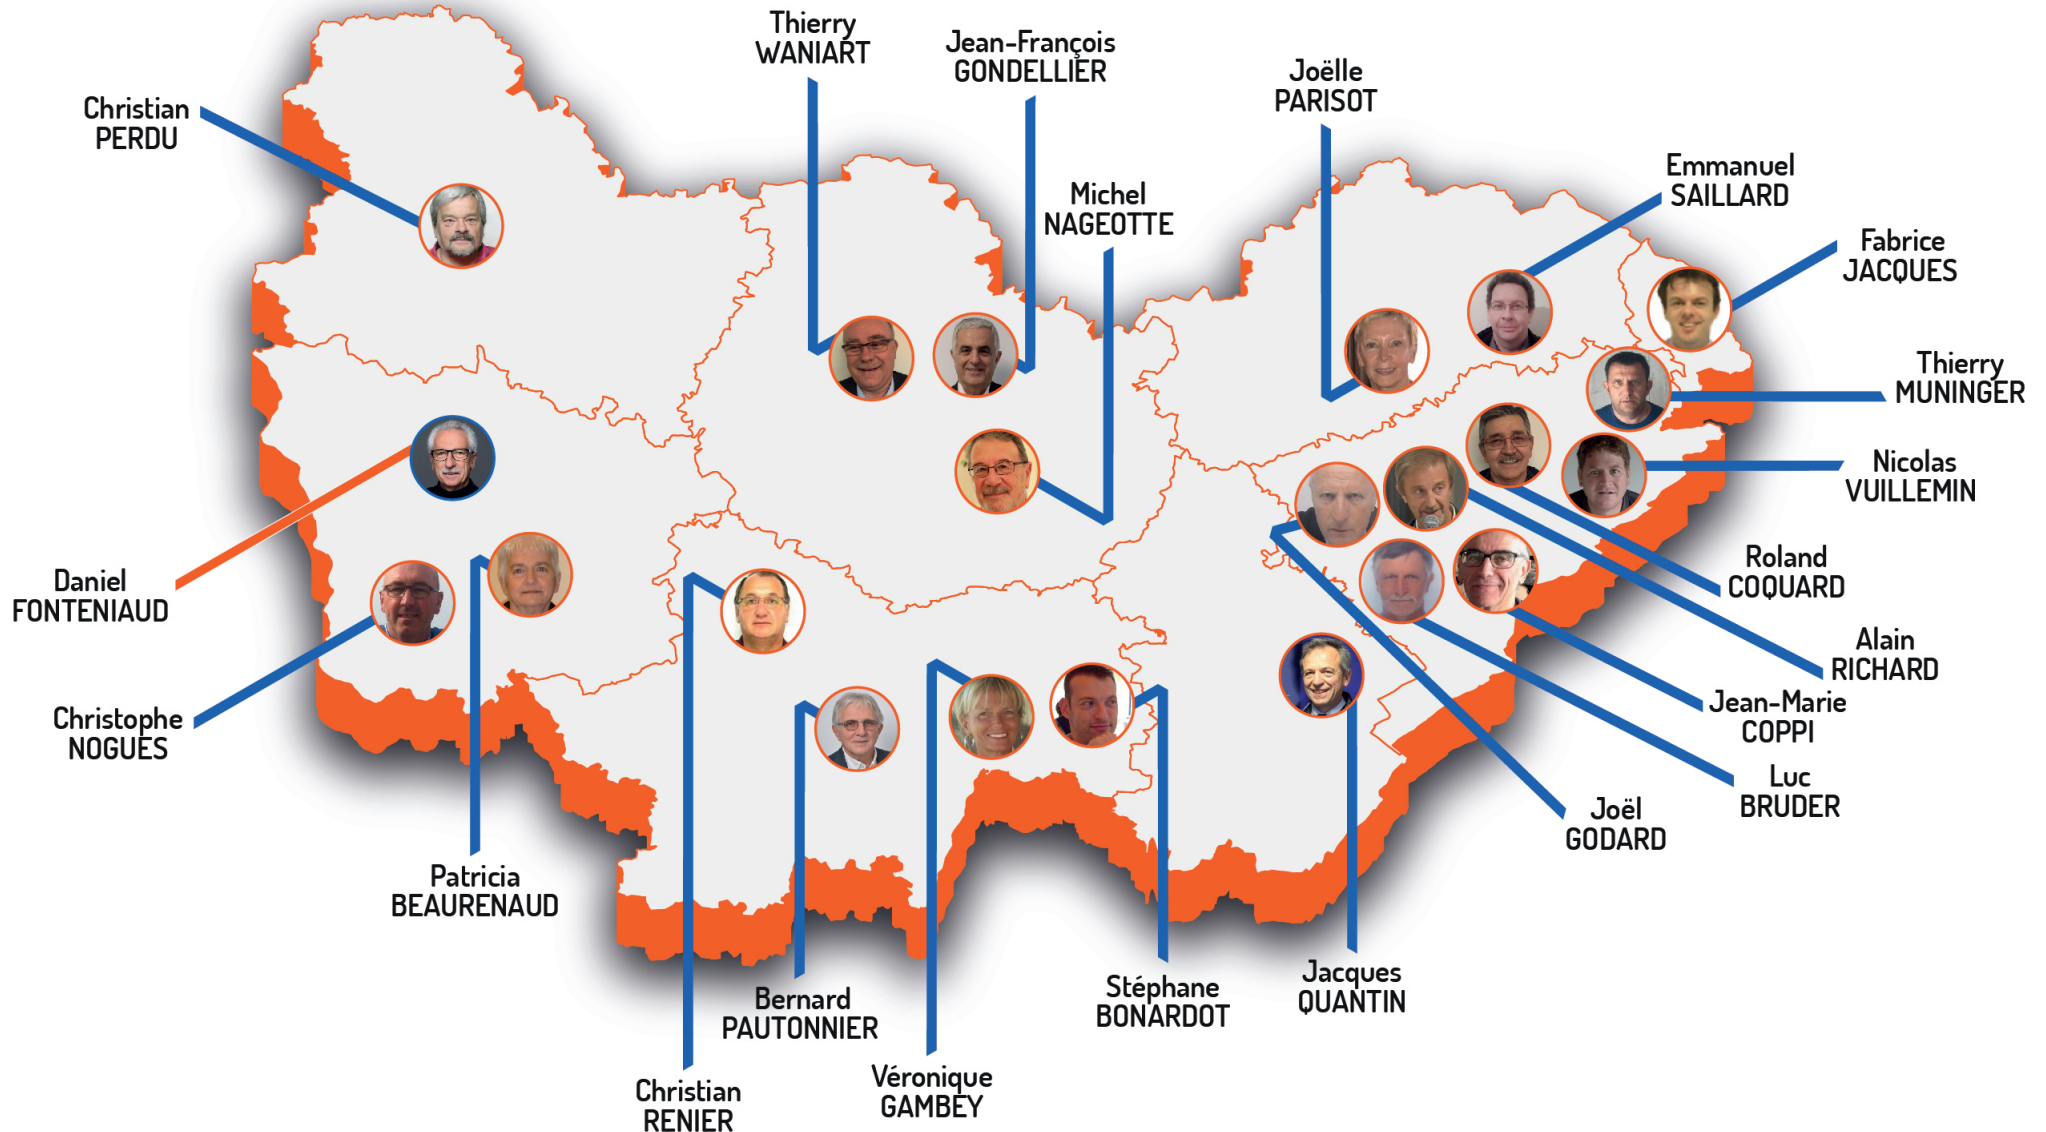 Thierry
WANIART
Jean-François
GONDELLIER
Joëlle
PARISOT
Christian
PERDU
Michel
NAGEOTTE
Emmanuel
SAILLARD
Fabrice
JACQUES
Thierry
MUNINGER
Nicolas
VUILLEMIN
Roland
COQUARD
Daniel
FONTENIAUD
Alain
RICHARD
Christophe
NOGUES
Jean-Marie
COPPI
Luc
BRUDER
Joël
GODARD
Patricia
BEAURENAUD
Jacques
QUANTIN
Stéphane
BONARDOT
Bernard
PAUTONNIER
Véronique
GAMBEY
Christian
RENIER